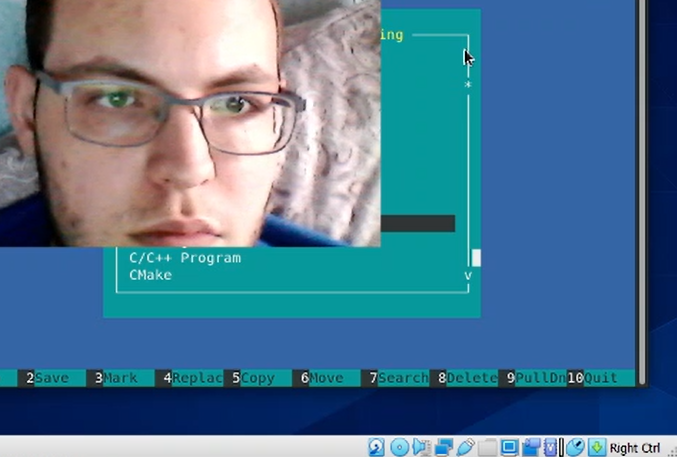 ing
*
C/C++ Program
CMake
v
2Save 3Mark 4Replac 5Copy 6Move 7Search 8Delete 9PullDn 10Quit
Right Ctrl